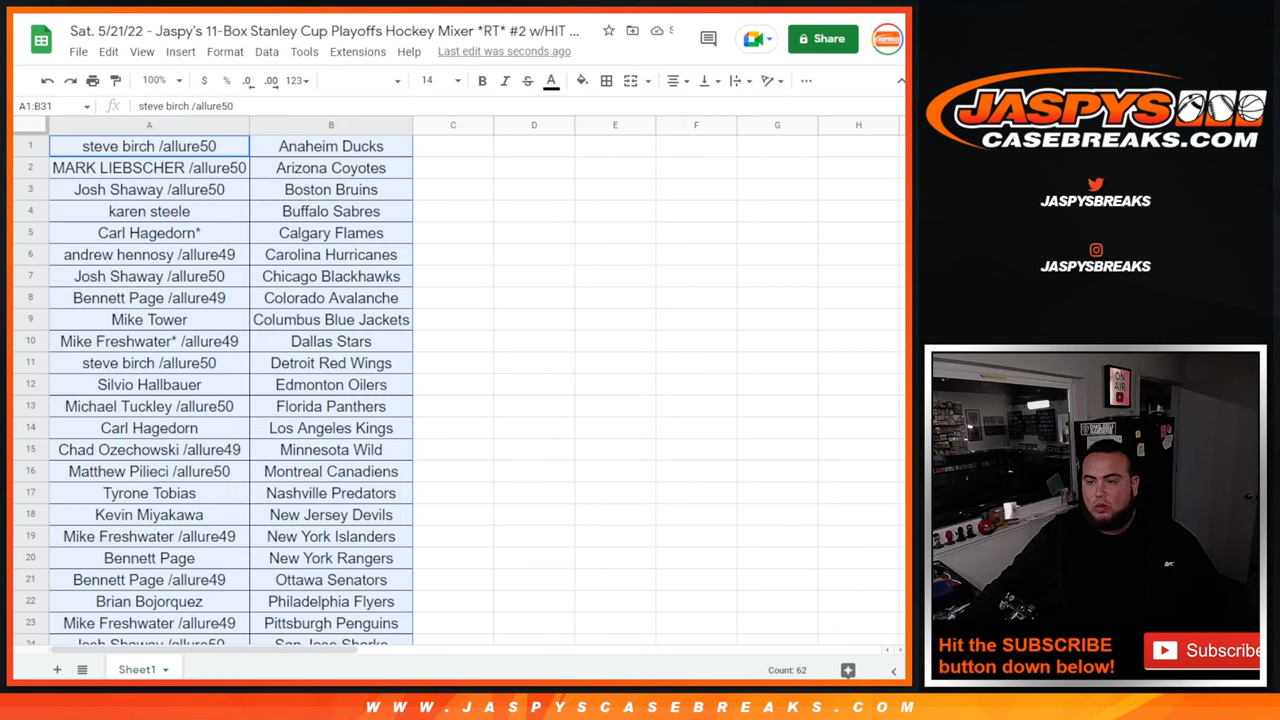 Sat. 5/21/22 - Jaspy's 11-Box Stanley Cup Playoffs Hockey Mixer *RT* #2 w/HIT ...
File Edit View Insert Format Data Tools Extensions Help Last edit was seconds ago
Share
100% $ % .0 .00 123 14 B I S A
A1:B31 fx steve birch /allure50
A B C D E F G H
1 steve birch /allure50 Anaheim Ducks
2 MARK LIEBSCHER /allure50 Arizona Coyotes
3 Josh Shaway /allure50 Boston Bruins
4 karen steele Buffalo Sabres
5 Carl Hagedorn* Calgary Flames
6 andrew hennosy /allure49 Carolina Hurricanes
7 Josh Shaway /allure50 Chicago Blackhawks
8 Bennett Page /allure49 Colorado Avalanche
9 Mike Tower Columbus Blue Jackets
10 Mike Freshwater* /allure49 Dallas Stars
11 steve birch /allure50 Detroit Red Wings
12 Silvio Hallbauer Edmonton Oilers
13 Michael Tuckley /allure50 Florida Panthers
14 Carl Hagedorn Los Angeles Kings
15 Chad Ozechowski /allure49 Minnesota Wild
16 Matthew Pilieci /allure50 Montreal Canadiens
17 Tyrone Tobias Nashville Predators
18 Kevin Miyakawa New Jersey Devils
19 Mike Freshwater /allure49 New York Islanders
20 Bennett Page New York Rangers
21 Bennett Page /allure49 Ottawa Senators
22 Brian Bojorquez Philadelphia Flyers
23 Mike Freshwater /allure49 Pittsburgh Penguins
24 Josh Shaway /allure50 San Jose Sharks
Sheet1
Count: 62
JASPYS
CASEBREAKS.COM
JASPYSBREAKS
JASPYSBREAKS
ON
AIR
Hit the SUBSCRIBE
button down below!
Subscribe
WWW.JASPYSCASEBREAKS.COM